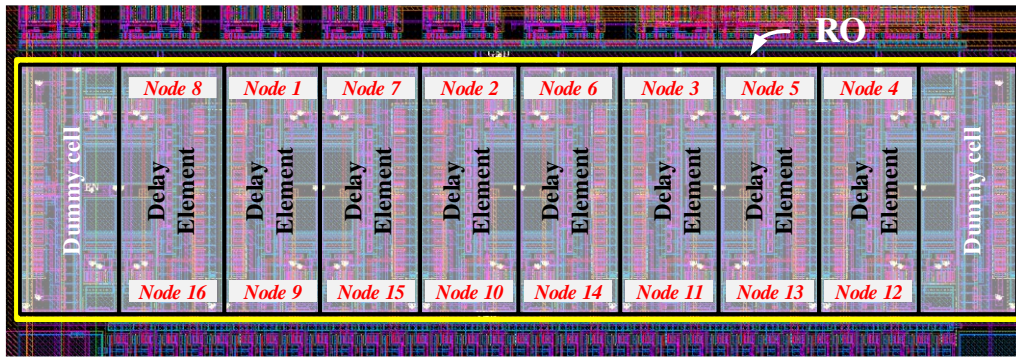 RO
Node 8 Node 1 Node 7 Node 2 Node 6 Node 3 Node 5 Node 4
Dummy cell
Delay
Element
Delay
Element
Delay
Element
Delay
Element
Delay
Element
Delay
Element
Delay
Element
Delay
Element
Dummy cell
Node 16 Node 9 Node 15 Node 10 Node 14 Node 11 Node 13 Node 12